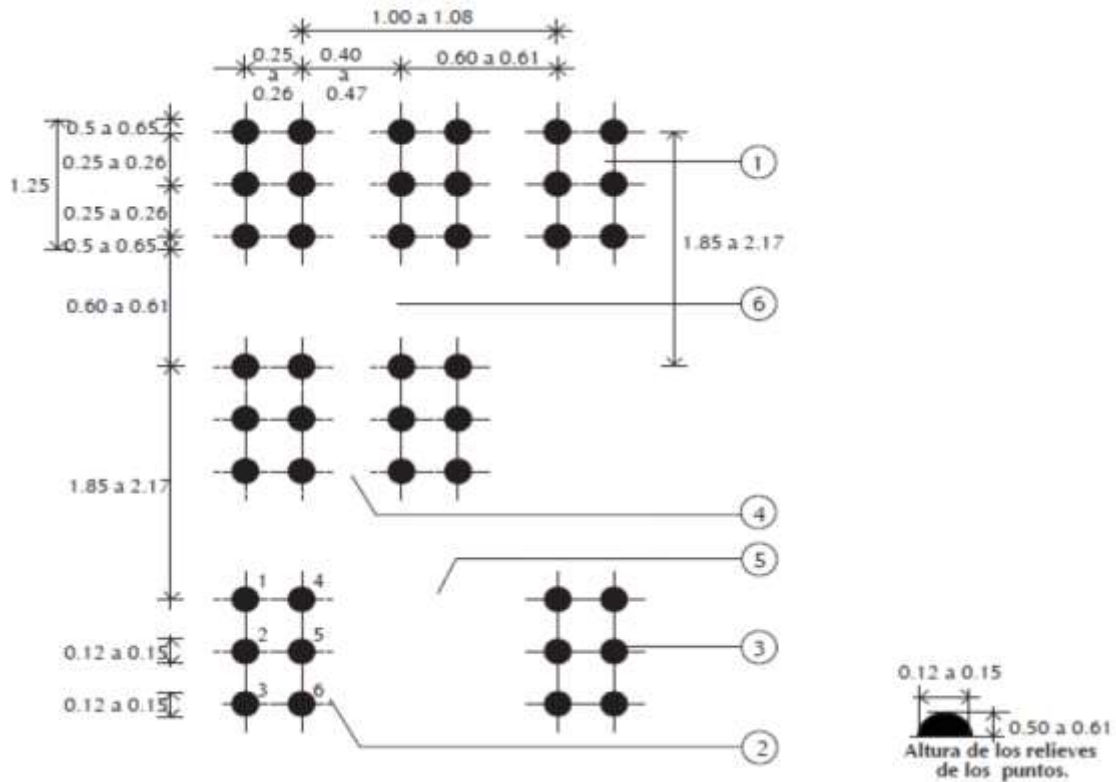 1.00 a 1.08
0.25 a 0.26
0.40 a 0.47
0.60 a 0.61
0.5 a 0.65
0.25 a 0.26
1.25
0.25 a 0.26
0.5 a 0.65
0.60 a 0.61
1
1.85 a 2.17
6
1.85 a 2.17
4
5
1 4
2 5
3 6
0.12 a 0.15
0.12 a 0.15
3
2
0.12 a 0.15
0.50 a 0.61
Altura de los relieves
de los puntos.